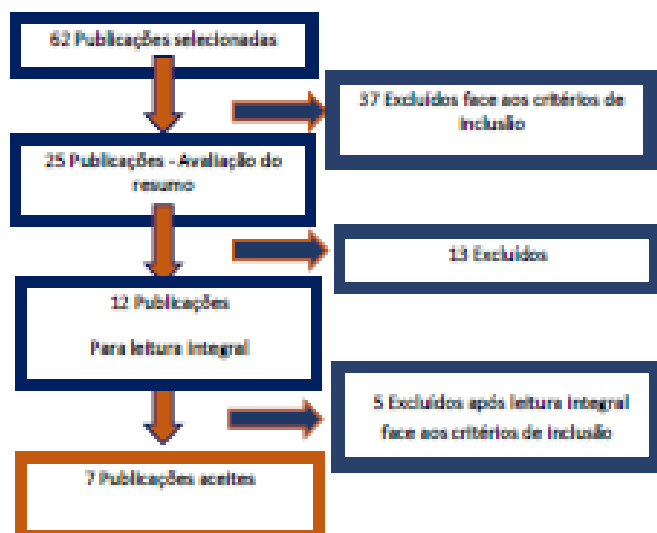 62 Publicações selecionadas
37 Excluídos face aos critérios de
inclusão
25 Publicações - Avaliação do
resumo
13 Excluídos
12 Publicações
Para leitura integral
5 Excluídos após leitura integral
face aos critérios de inclusão
7 Publicações aceites